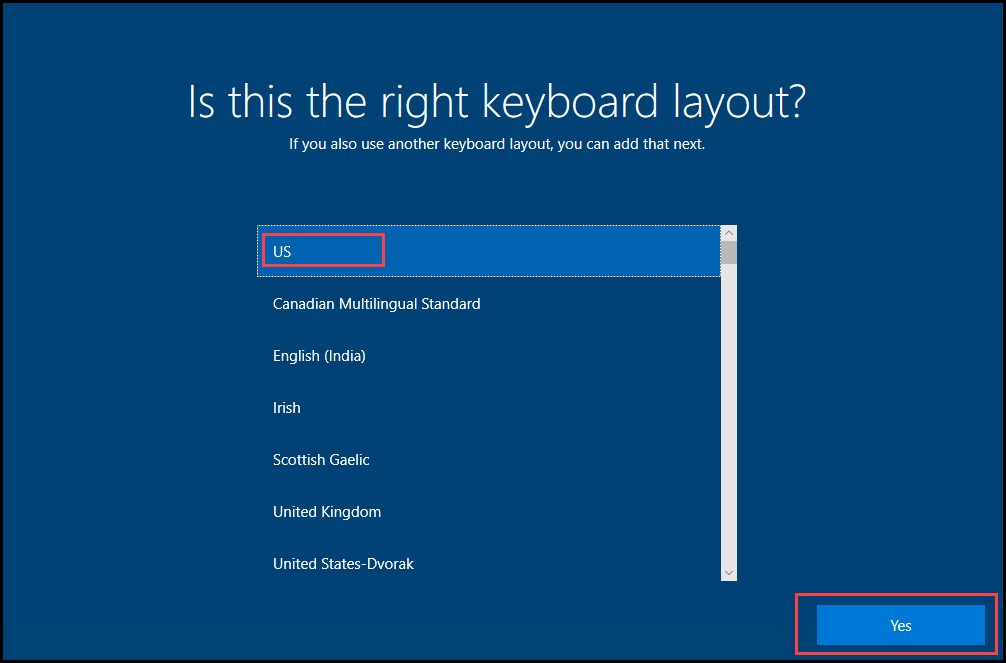 Is this the right keyboard layout?
If you also use another keyboard layout, you can add that next.
US
Canadian Multilingual Standard
English (India)
Irish
Scottish Gaelic
United Kingdom
United States-Dvorak
Yes